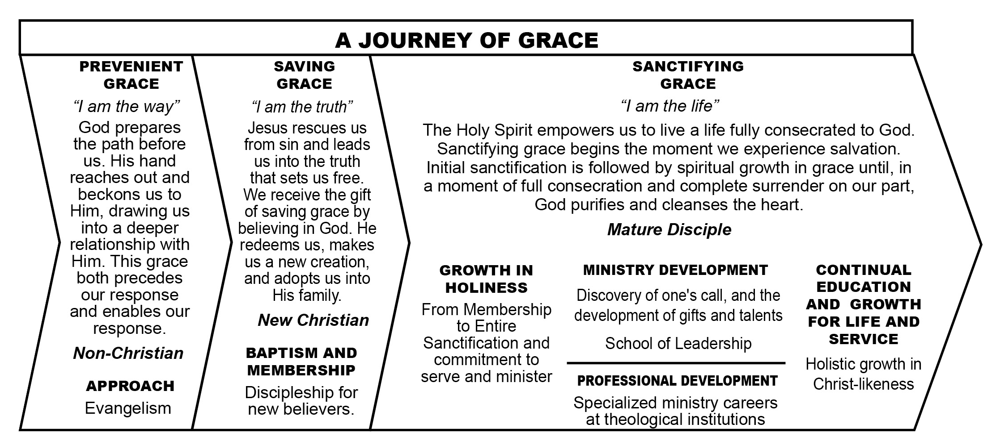 A JOURNEY OF GRACE
PREVENIENT
GRACE
“I am the way”
God prepares
the path before
us. His hand
reaches out and
beckons us to
Him, drawing us
into a deeper
relationship with
Him. This grace
both precedes
our response
and enables our
response.
Non-Christian
APPROACH
Evangelism
SAVING
GRACE
“I am the truth”
Jesus rescues us
from sin and leads
us into the truth
that sets us free.
We receive the gift
of saving grace by
believing in God. He
redeems us, makes
us a new creation,
and adopts us into
His family.
New Christian
BAPTISM AND
MEMBERSHIP
Discipleship for
new believers.
SANCTIFYING
GRACE
“I am the life”
The Holy Spirit empowers us to live a life fully consecrated to God.
Sanctifying grace begins the moment we experience salvation.
Initial sanctification is followed by spiritual growth in grace until, in
a moment of full consecration and complete surrender on our part,
God purifies and cleanses the heart.
Mature Disciple
GROWTH IN
HOLINESS
From Membership
to Entire
Sanctification and
commitment to
serve and minister
MINISTRY DEVELOPMENT
Discovery of one's call, and the
development of gifts and talents
School of Leadership
PROFESSIONAL DEVELOPMENT
Specialized ministry careers
at theological institutions
CONTINUAL
EDUCATION
AND GROWTH
FOR LIFE AND
SERVICE
Holistic growth in
Christ-likeness